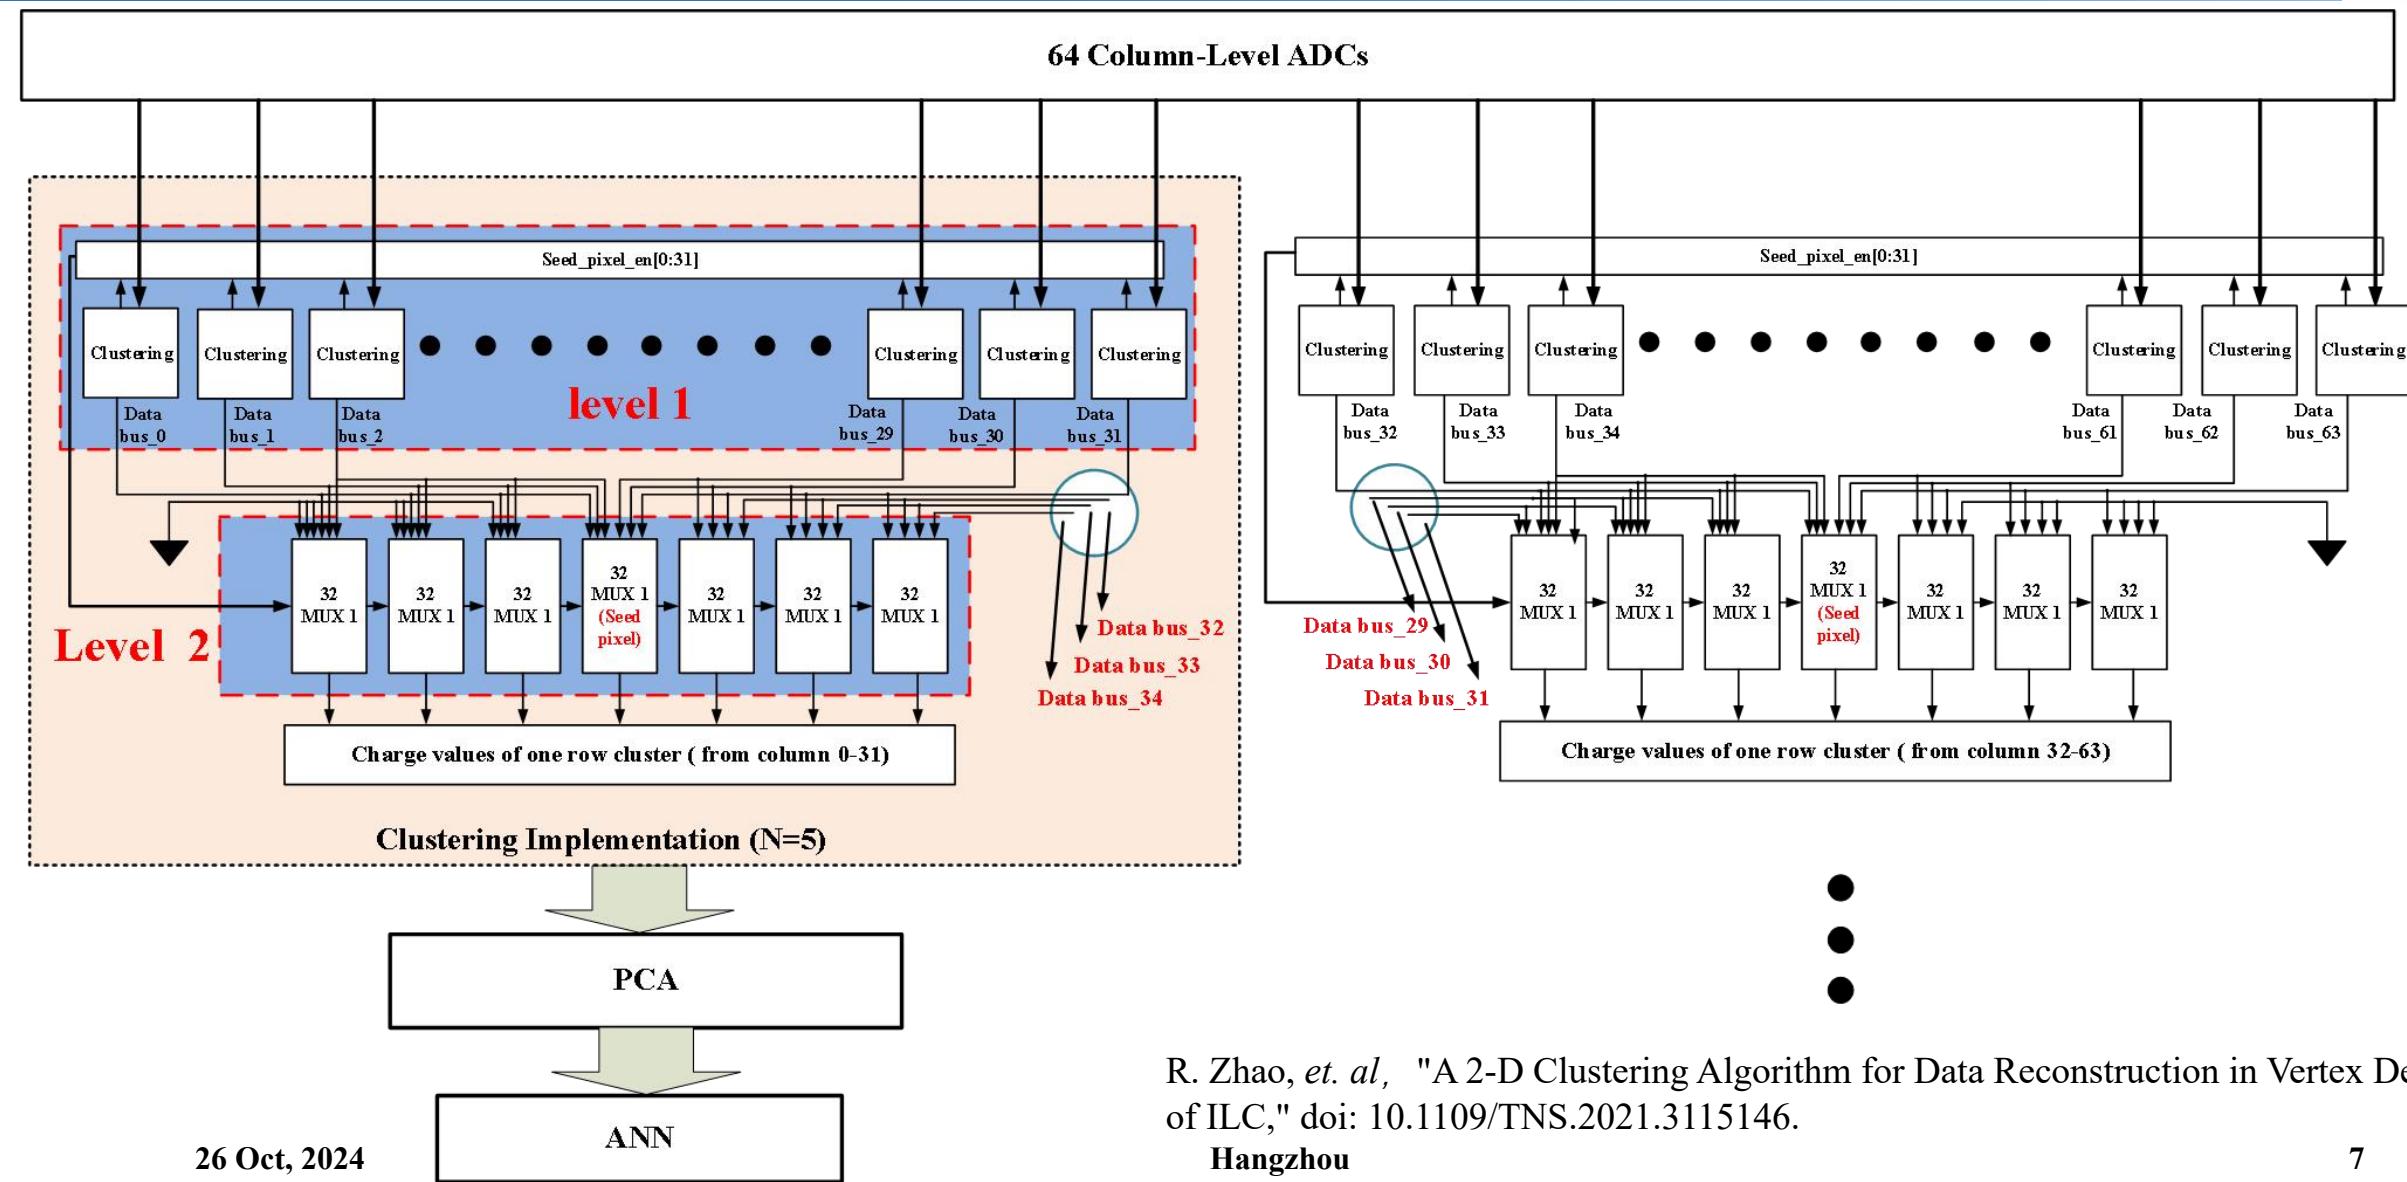 64 Column-Level ADCs
Seed_pixel_en[0:31]
Clustering
Clustering
Clustering
Clustering
Clustering
Clustering
level 1
Data
bus_0
Data
bus_1
Data
bus_2
Data
bus_29
Data
bus_30
Data
bus_31
Level 2
32
MUX 1
32
MUX 1
32
MUX 1
32
MUX 1
(Seed
pixel)
32
MUX 1
32
MUX 1
32
MUX 1
Data bus_32
Data bus_33
Data bus_34
Charge values of one row cluster ( from column 0-31)
Clustering Implementation (N=5)
PCA
ANN
Seed_pixel_en[0:31]
Clustering
Clustering
Clustering
Clustering
Clustering
Clustering
Data
bus_32
Data
bus_33
Data
bus_34
Data
bus_61
Data
bus_62
Data
bus_63
Data bus_29
Data bus_30
Data bus_31
32
MUX 1
32
MUX 1
32
MUX 1
32
MUX 1
(Seed
pixel)
32
MUX 1
32
MUX 1
32
MUX 1
Charge values of one row cluster ( from column 32-63)
R. Zhao, et. al, "A 2-D Clustering Algorithm for Data Reconstruction in Vertex De
of ILC," doi: 10.1109/TNS.2021.3115146.
26 Oct, 2024
Hangzhou
7